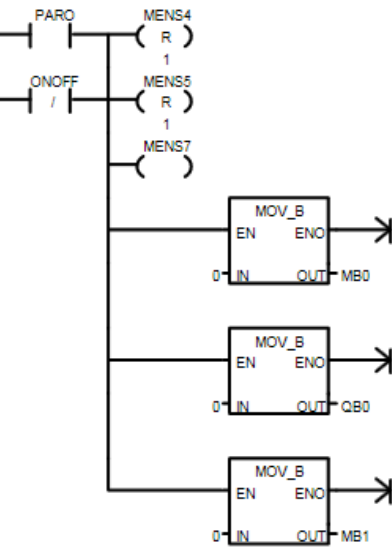 PARO MENS4
R
1
ONOFF MENS5
/ R
1
MENS7
MOV_B
EN ENO
0 IN OUT MB0
MOV_B
EN ENO
0 IN OUT QB0
MOV_B
EN ENO
0 IN OUT MB1